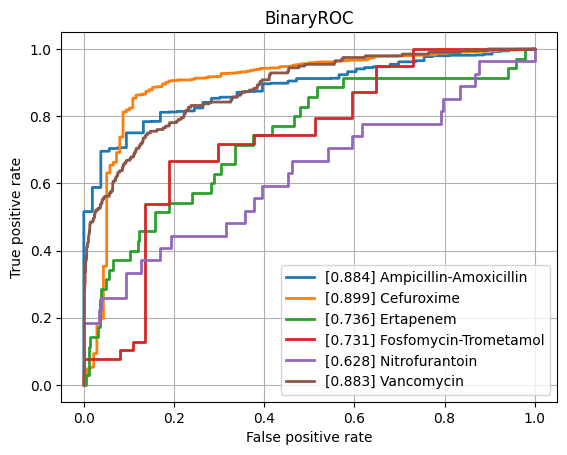 BinaryROC
True positive rate
1.0
0.8
0.6
0.4
0.2
0.0
[0.884] Ampicillin-Amoxicillin
[0.899] Cefuroxime
[0.736] Ertapenem
[0.731] Fosfomycin-Trometamol
[0.628] Nitrofurantoin
[0.883] Vancomycin
0.0 0.2 0.4 0.6 0.8 1.0
False positive rate